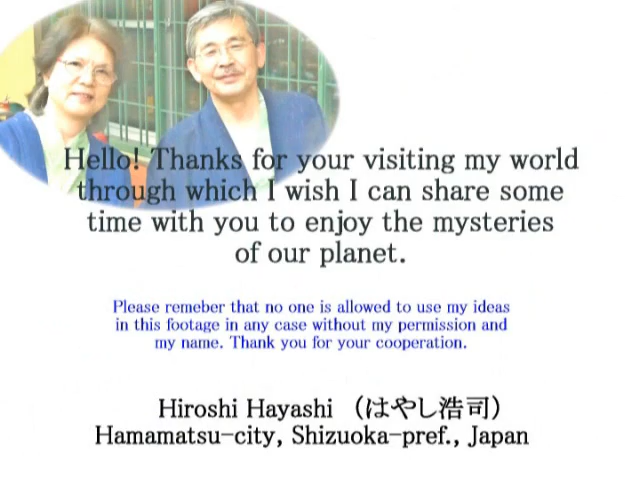 Hello! Thanks for your visiting my world
through which I wish I can share some
time with you to enjoy the mysteries
of our planet.
Please remeber that no one is allowed to use my ideas
in this footage in any case without my permission and
my name. Thank you for your cooperation.
Hiroshi Hayashi （はやし浩司）
Hamamatsu-city, Shizuoka-pref., Japan